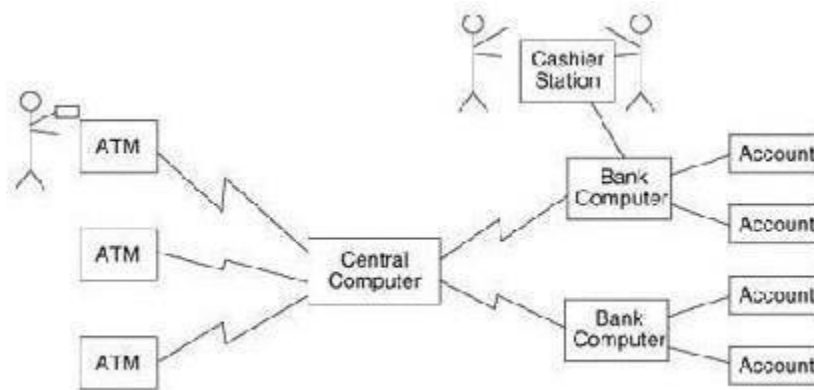 Cashier
Station
ATM
Account
Bank
Computer
Account
ATM
Central
Computer
Account
Bank
Computer
ATM
Account